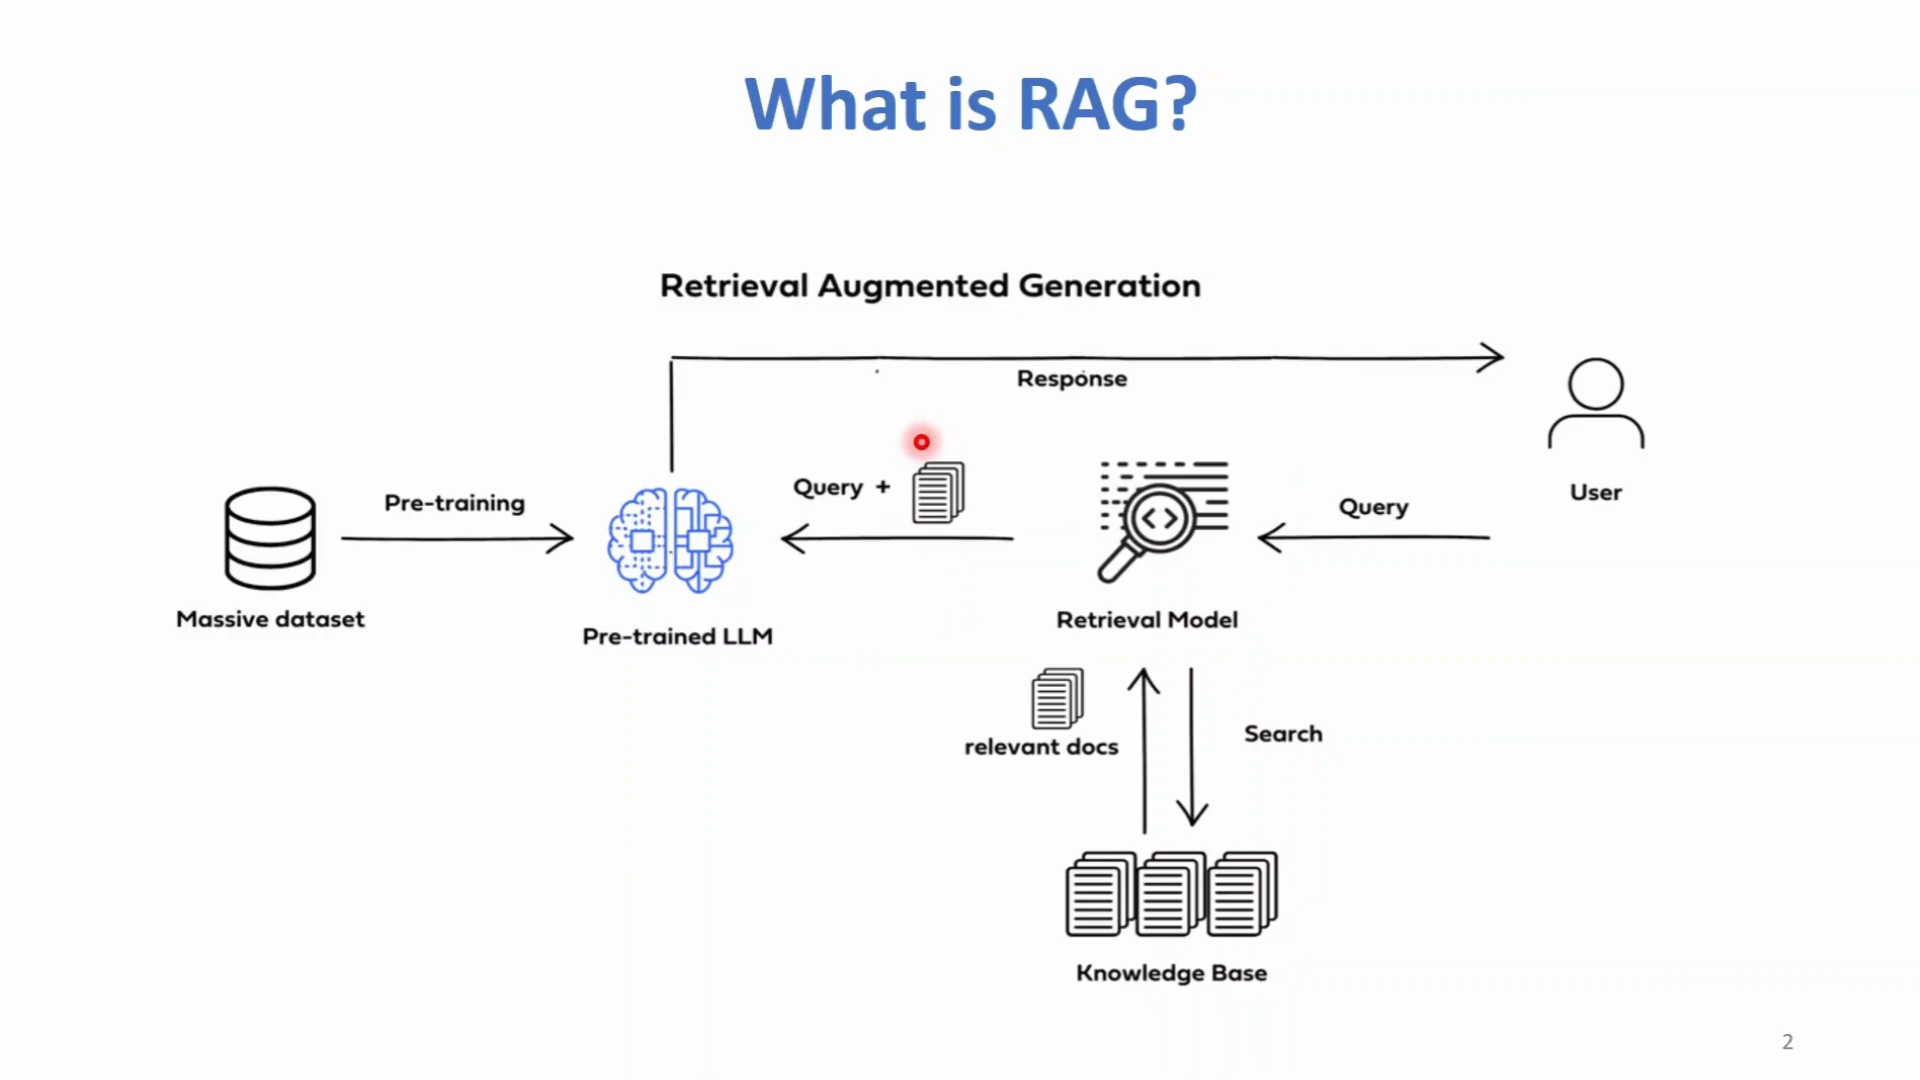 What is RAG?
Retrieval Augmented Generation
Response
Query +
Pre-training
Query
User
Massive dataset
Pre-trained LLM
Retrieval Model
relevant docs
Search
Knowledge Base
2